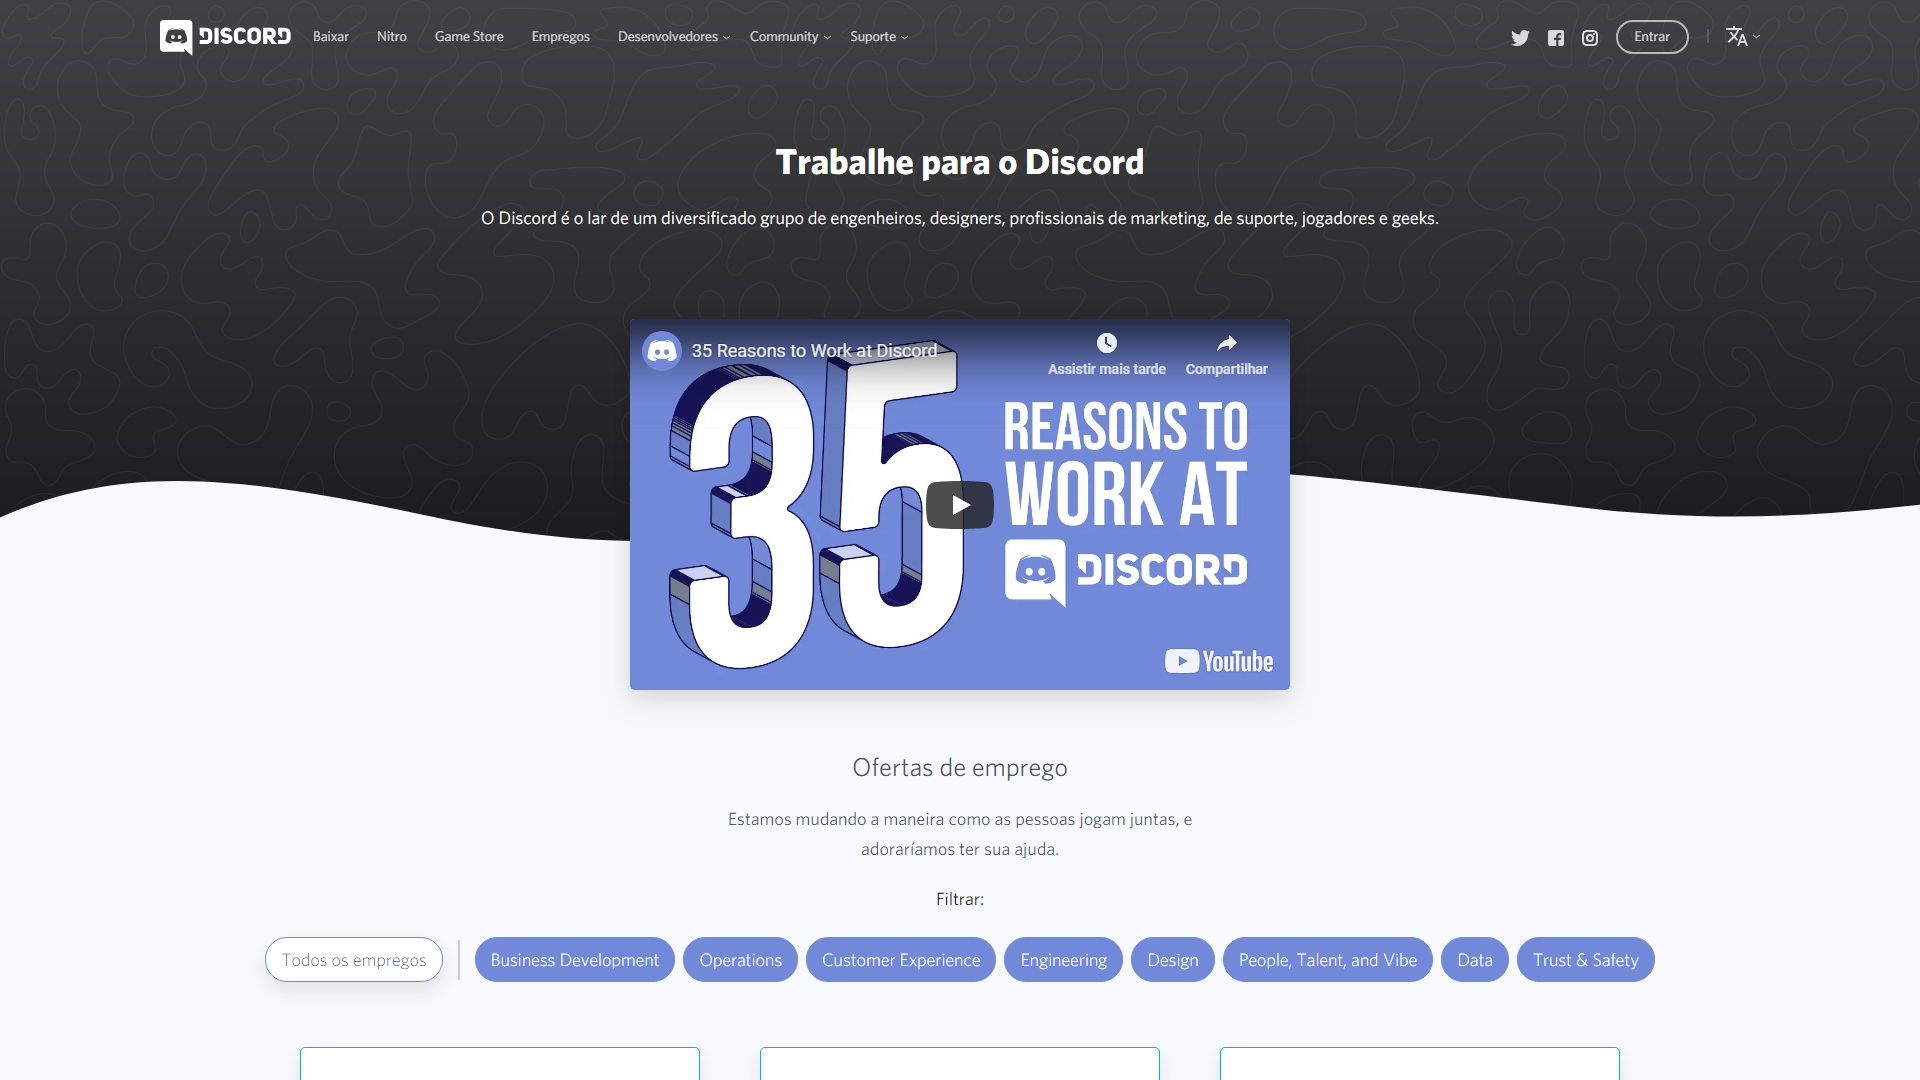 DISCORD
Baixar
Nitro
Game Store
Empregos
Desenvolvedores
Community
Suporte
Entrar
Trabalhe para o Discord
O Discord é o lar de um diversificado grupo de engenheiros, designers, profissionais de marketing, de suporte, jogadores e geeks.
35 Reasons to Work at Discord
Assistir mais tarde
Compartilhar
35
REASONS TO
WORK AT
DISCORD
YouTube
Ofertas de emprego
Estamos mudando a maneira como as pessoas jogam juntas, e
adoraríamos ter sua ajuda.
Filtrar:
Todos os empregos
Business Development
Operations
Customer Experience
Engineering
Design
People, Talent, and Vibe
Data
Trust & Safety